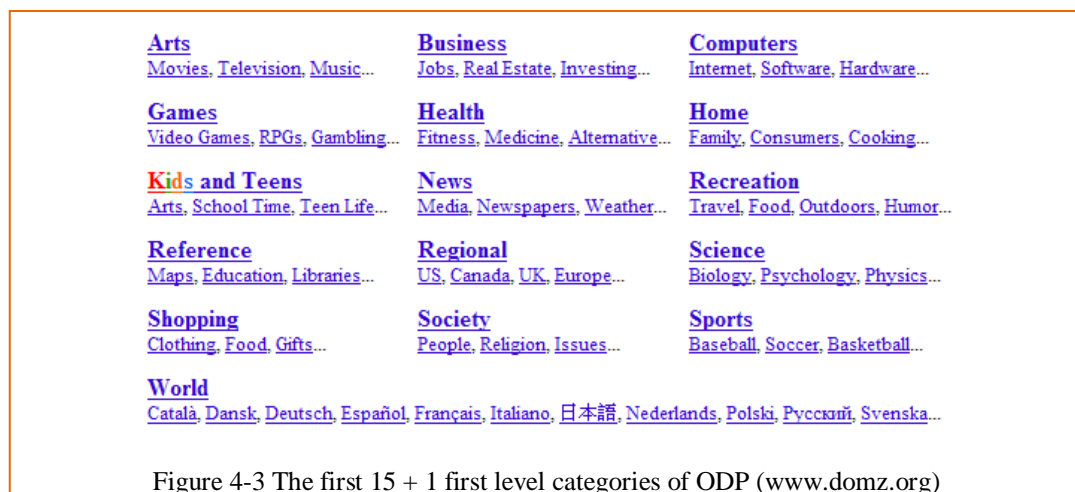 Arts Business Computers
Movies, Television, Music... Jobs, Real Estate, Investing... Internet, Software, Hardware...
Games Health Home
Video Games, RPGs, Gambling... Fitness, Medicine, Alternative... Family, Consumers, Cooking...
Kids and Teens News Recreation
Arts, School Time, Teen Life... Media, Newspapers, Weather... Travel, Food, Outdoors, Humor...
Reference Regional Science
Maps, Education, Libraries... US, Canada, UK, Europe... Biology, Psychology, Physics...
Shopping Society Sports
Clothing, Food, Gifts... People, Religion, Issues... Baseball, Soccer, Basketball...
World
Català, Dansk, Deutsch, Español, Français, Italiano, 日本語, Nederlands, Polski, Русский, Svenska...
Figure 4-3 The first 15 + 1 first level categories of ODP (www.domz.org)